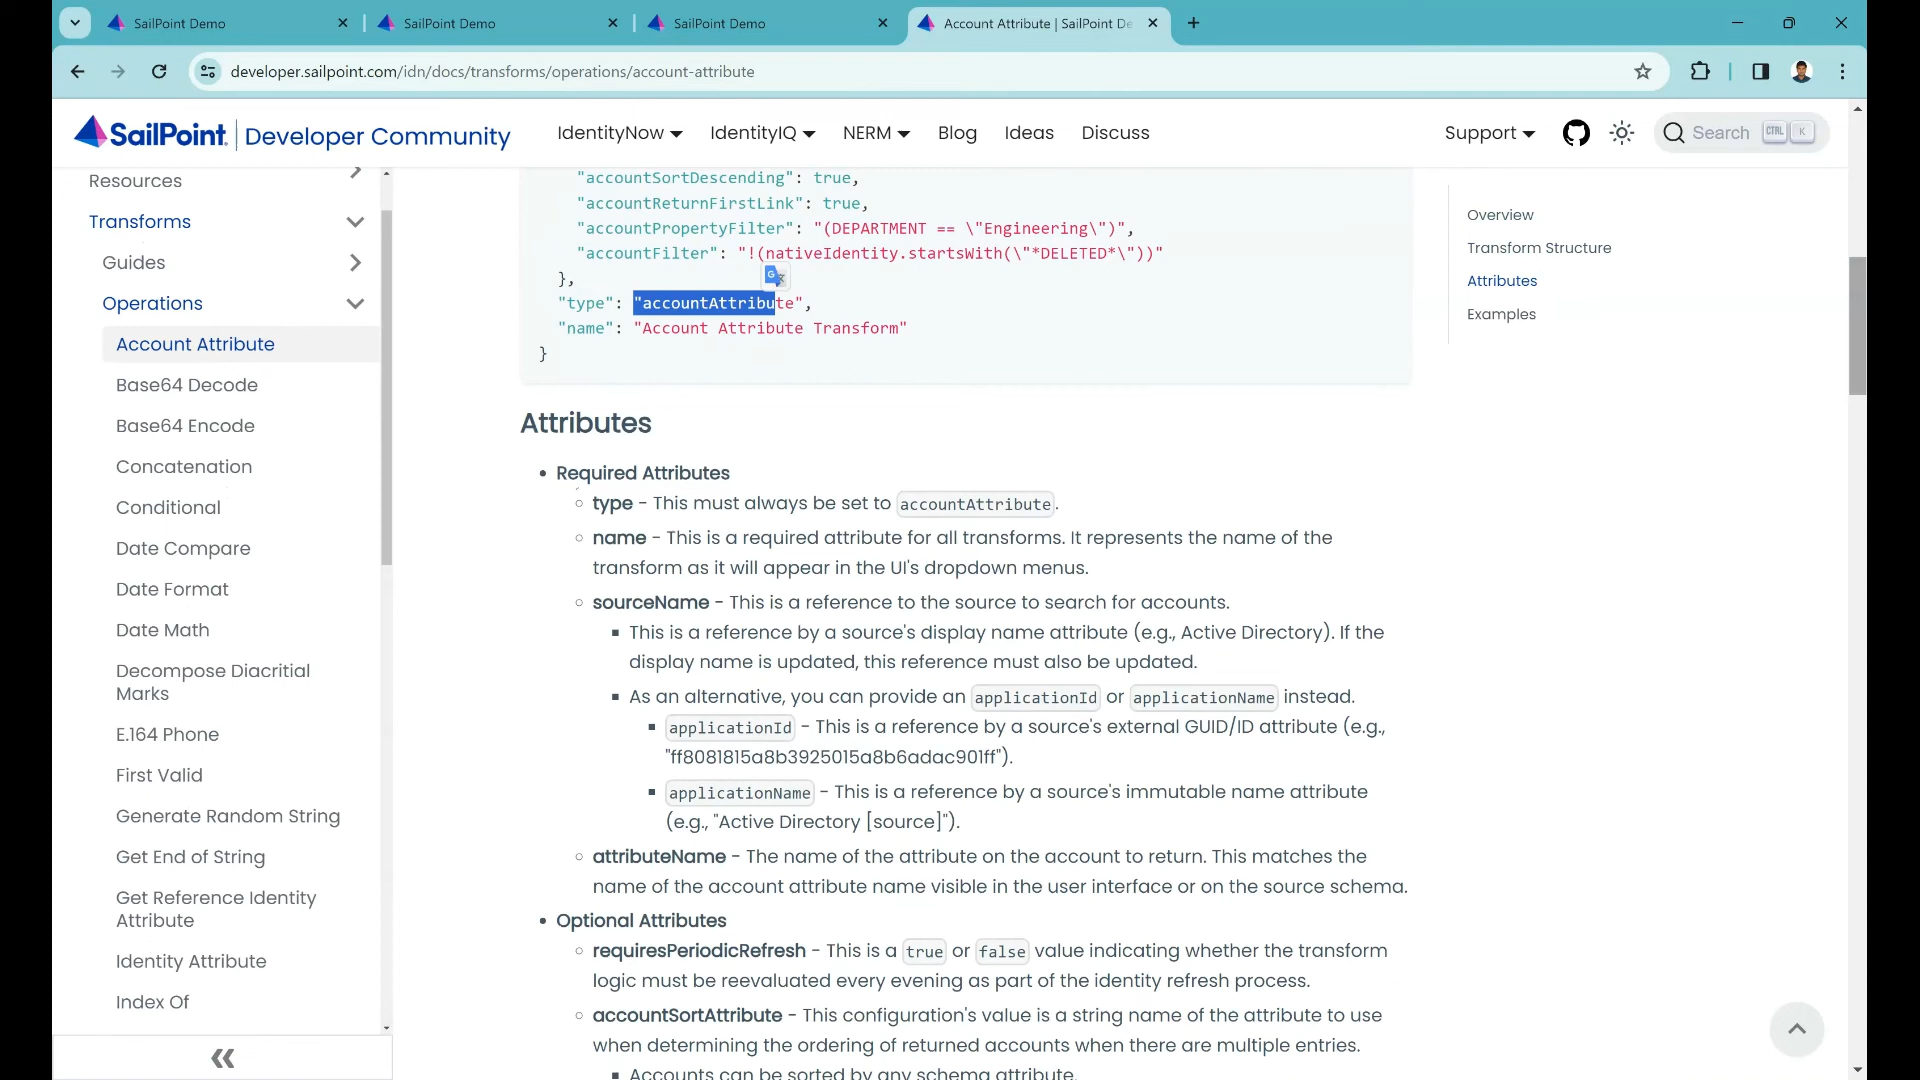 SailPoint Demo
SailPoint Demo
SailPoint Demo
Account Attribute | SailPoint De
developer.sailpoint.com/idn/docs/transforms/operations/account-attribute
SailPoint. Developer Community
IdentityNow
IdentityIQ
NERM
Blog
Ideas
Discuss
Support
Search CTRL K
Resources
Transforms
Guides
Operations
Account Attribute
Base64 Decode
Base64 Encode
Concatenation
Conditional
Date Compare
Date Format
Date Math
Decompose Diacritial
Marks
E.164 Phone
First Valid
Generate Random String
Get End of String
Get Reference Identity
Attribute
Identity Attribute
Index Of
"accountSortDescending": true,
"accountReturnFirstLink": true,
"accountPropertyFilter": "(DEPARTMENT == \"Engineering\")",
"accountFilter": "!(nativeIdentity.startsWith(\"*DELETED*\"))"
},
"type": "accountAttribute",
"name": "Account Attribute Transform"
}
Attributes
• Required Attributes
◦ type - This must always be set to accountAttribute.
◦ name - This is a required attribute for all transforms. It represents the name of the
transform as it will appear in the UI's dropdown menus.
◦ sourceName - This is a reference to the source to search for accounts.
▪ This is a reference by a source's display name attribute (e.g., Active Directory). If the
display name is updated, this reference must also be updated.
▪ As an alternative, you can provide an applicationId or applicationName instead.
▪ applicationId - This is a reference by a source's external GUID/ID attribute (e.g.,
"ff8081815a8b3925015a8b6adac901ff").
▪ applicationName - This is a reference by a source's immutable name attribute
(e.g., "Active Directory [source]").
◦ attributeName - The name of the attribute on the account to return. This matches the
name of the account attribute name visible in the user interface or on the source schema.
• Optional Attributes
◦ requiresPeriodicRefresh - This is a true or false value indicating whether the transform
logic must be reevaluated every evening as part of the identity refresh process.
◦ accountSortAttribute - This configuration's value is a string name of the attribute to use
when determining the ordering of returned accounts when there are multiple entries.
▪ Accounts can be sorted by any schema attribute.
Overview
Transform Structure
Attributes
Examples